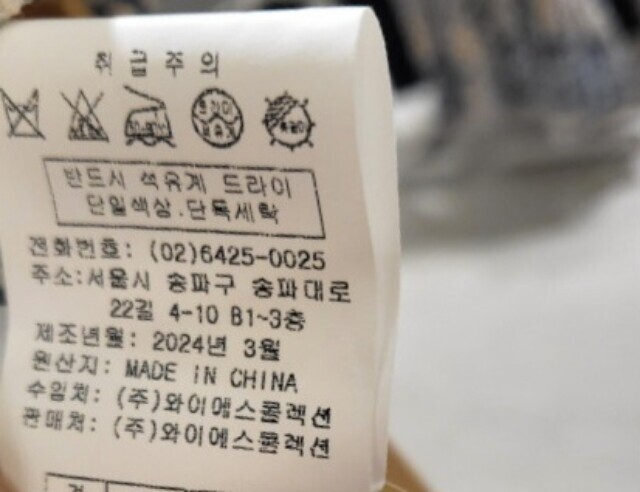 취급주의
반드시 석유계 드라이
단일색상.단독세탁
전화번호: (02)6425-0025
주소:서울시 송파구 송파대로
22길 4-10 B1~3층
제조년월: 2024년 3월
원산지: MADE IN CHINA
수입처: (주)와이에스콜렉션
판매처: (주)와이에스콜렉션